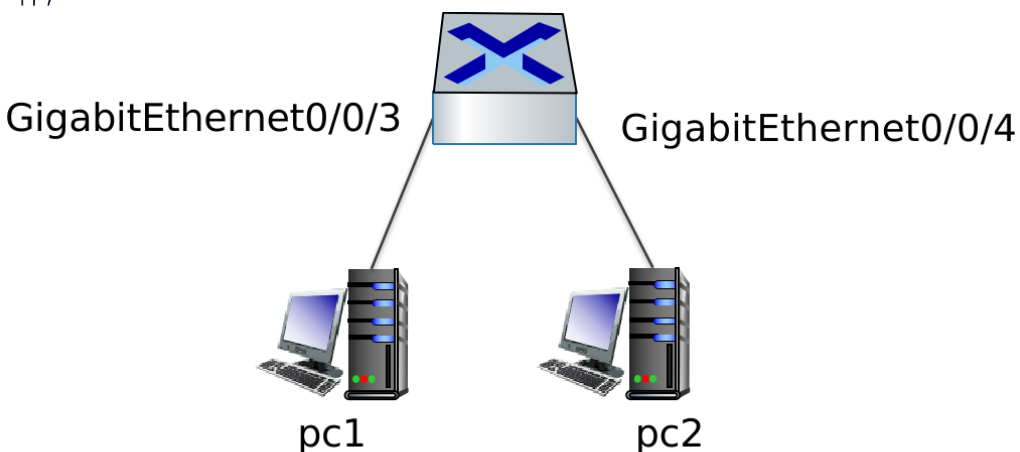 GigabitEthernet0/0/3
GigabitEthernet0/0/4
pc1
pc2